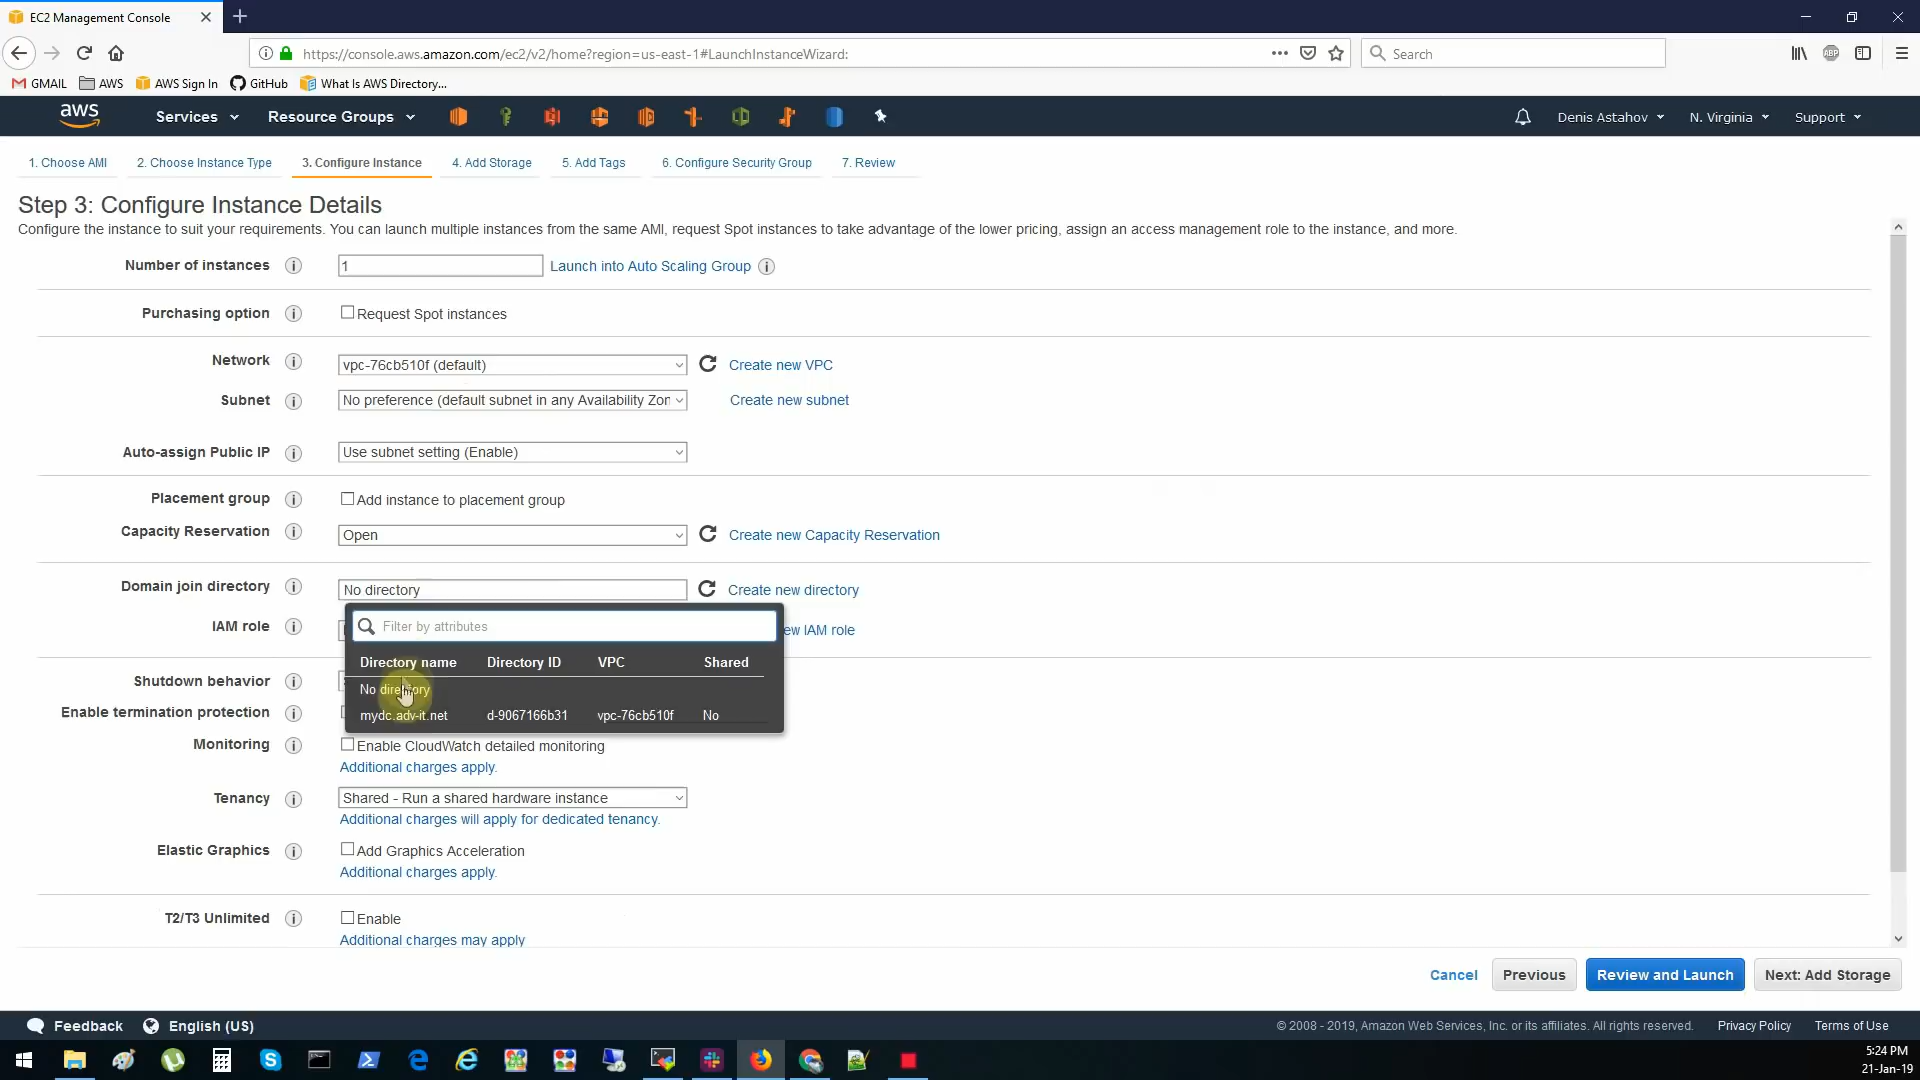 EC2 Management Console
https://console.aws.amazon.com/ec2/v2/home?region=us-east-1#LaunchInstanceWizard:
Search
GMAIL
AWS
AWS Sign In
GitHub
What Is AWS Directory...
aws
Services
Resource Groups
Denis Astahov
N. Virginia
Support
1. Choose AMI
2. Choose Instance Type
3. Configure Instance
4. Add Storage
5. Add Tags
6. Configure Security Group
7. Review
Step 3: Configure Instance Details
Configure the instance to suit your requirements. You can launch multiple instances from the same AMI, request Spot instances to take advantage of the lower pricing, assign an access management role to the instance, and more.
Number of instances
1
Launch into Auto Scaling Group
Purchasing option
Request Spot instances
Network
vpc-76cb510f (default)
Create new VPC
Subnet
No preference (default subnet in any Availability Zon
Create new subnet
Auto-assign Public IP
Use subnet setting (Enable)
Placement group
Add instance to placement group
Capacity Reservation
Open
Create new Capacity Reservation
Domain join directory
No directory
Create new directory
IAM role
Filter by attributes
ew IAM role
Directory name
Directory ID
VPC
Shared
No directory
Shutdown behavior
Enable termination protection
mydc.adv-it.net
d-9067166b31
vpc-76cb510f
No
Monitoring
Enable CloudWatch detailed monitoring
Additional charges apply.
Tenancy
Shared - Run a shared hardware instance
Additional charges will apply for dedicated tenancy.
Elastic Graphics
Add Graphics Acceleration
Additional charges apply.
T2/T3 Unlimited
Enable
Additional charges may apply
Cancel
Previous
Review and Launch
Next: Add Storage
Feedback
English (US)
© 2008 - 2019, Amazon Web Services, Inc. or its affiliates. All rights reserved.
Privacy Policy
Terms of Use
5:24 PM
21-Jan-19